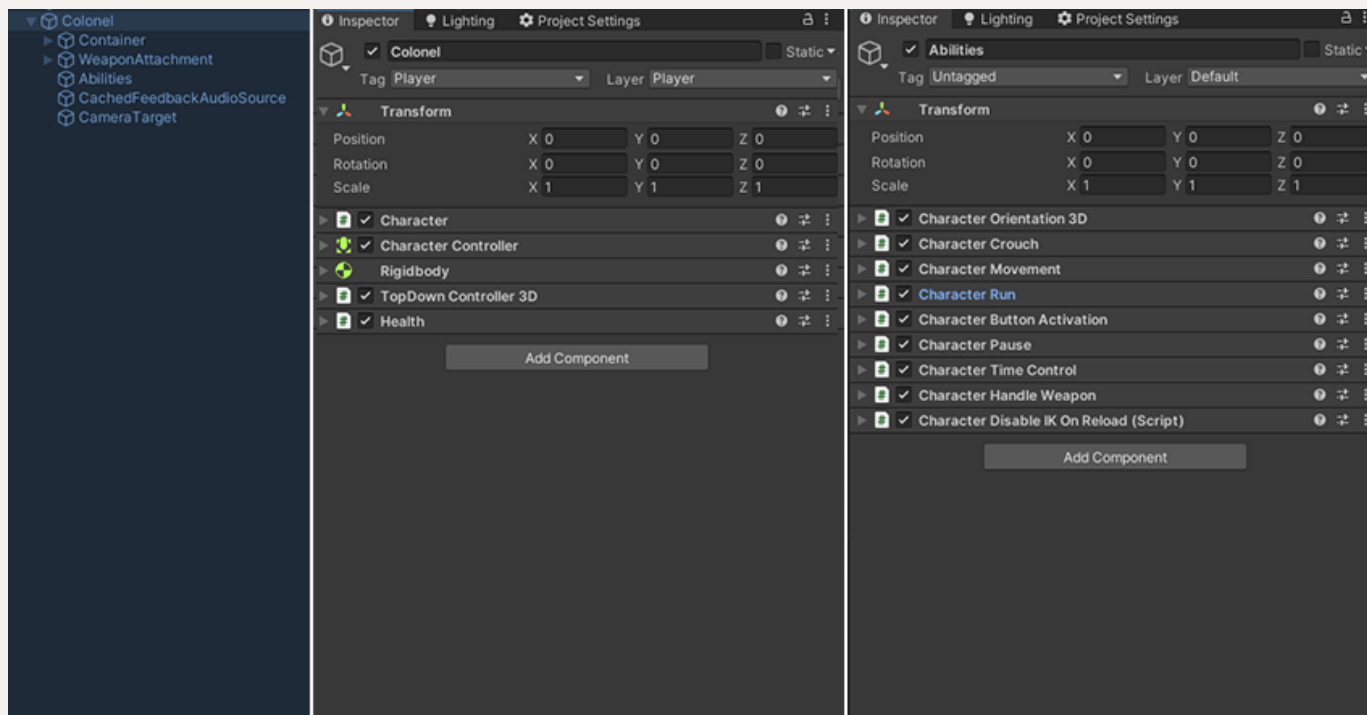 Colonel
Container
WeaponAttachment
Abilities
CachedFeedbackAudioSource
CameraTarget
Inspector Lighting Project Settings
Colonel Static
Tag Player Layer Player
Transform
Position X 0 Y 0 Z 0
Rotation X 0 Y 0 Z 0
Scale X 1 Y 1 Z 1
Character
Character Controller
Rigidbody
TopDown Controller 3D
Health
Add Component
Inspector Lighting Project Settings
Abilities Static
Tag Untagged Layer Default
Transform
Position X 0 Y 0 Z 0
Rotation X 0 Y 0 Z 0
Scale X 1 Y 1 Z 1
Character Orientation 3D
Character Crouch
Character Movement
Character Run
Character Button Activation
Character Pause
Character Time Control
Character Handle Weapon
Character Disable IK On Reload (Script)
Add Component